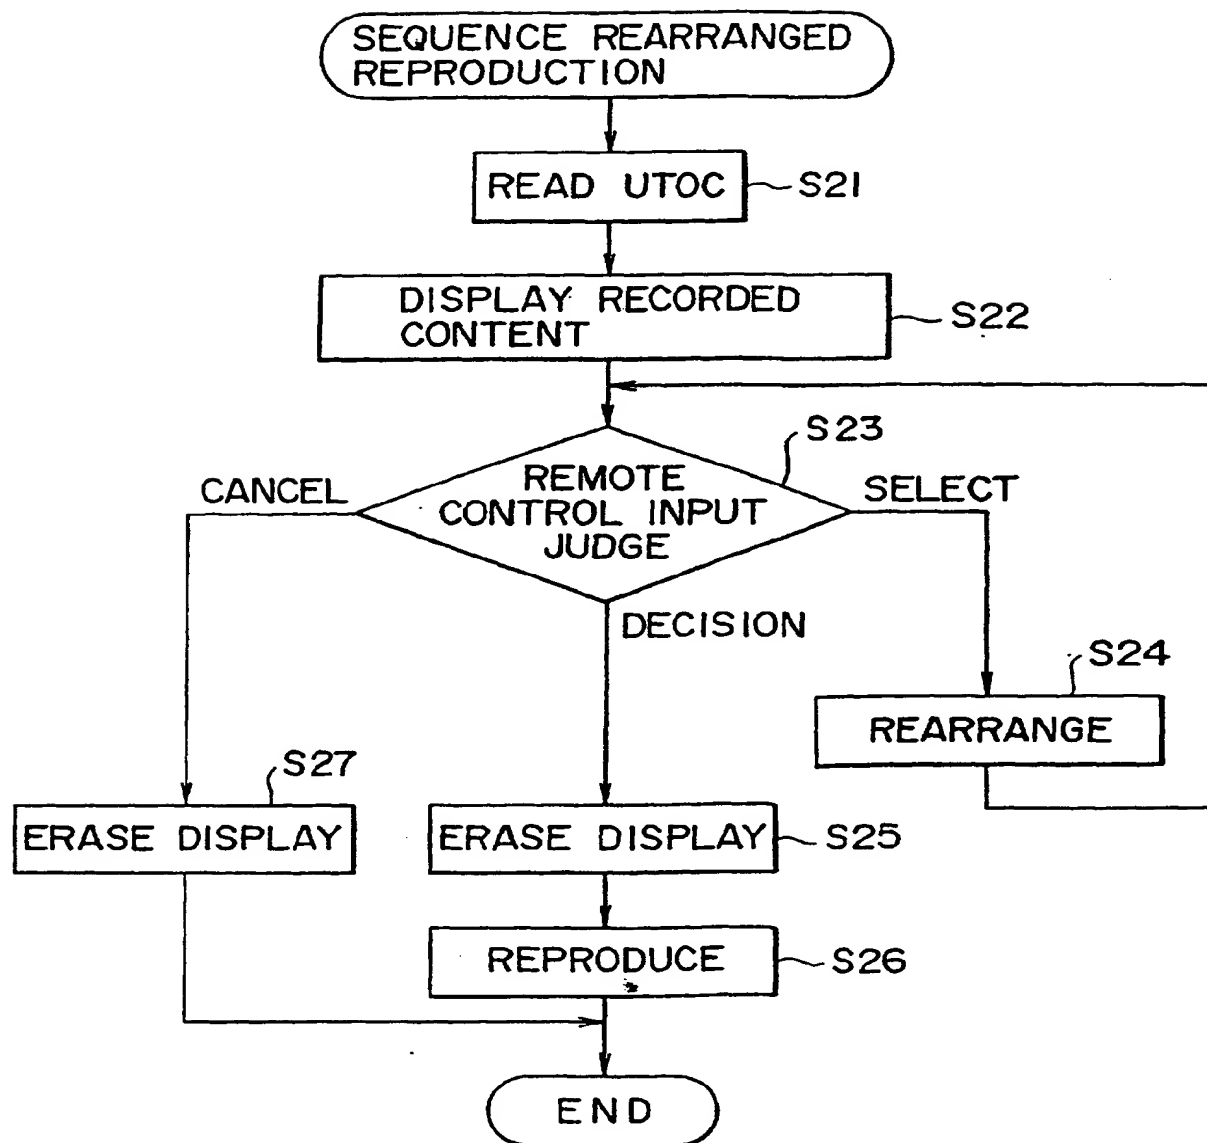 SEQUENCE REARRANGED
REPRODUCTION
READ UTOC
S21
DISPLAY RECORDED
CONTENT
S22
S23
REMOTE
CONTROL INPUT
JUDGE
CANCEL
SELECT
DECISION
S24
REARRANGE
S27
ERASE DISPLAY
ERASE DISPLAY
S25
REPRODUCE
S26
END